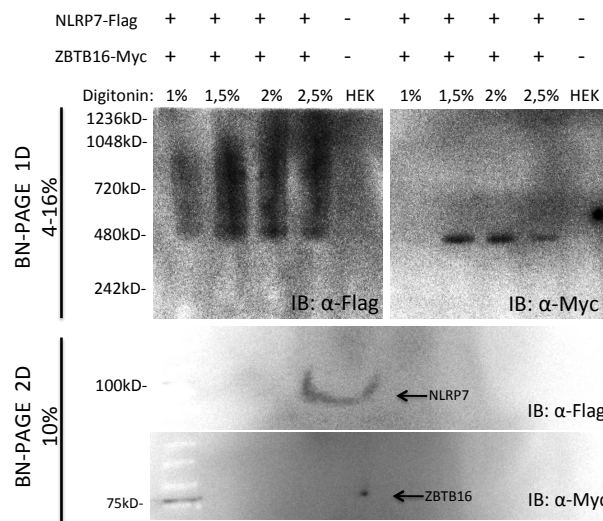 NLRP7-Flag + + + + - + + + + -
ZBTB16-Myc + + + + - + + + + -
Digitonin: 1% 1,5% 2% 2,5% HEK 1% 1,5% 2% 2,5% HEK
1236kD-
1048kD-
720kD-
480kD-
242kD-
BN-PAGE 1D
4-16%
IB: α-Flag
IB: α-Myc
BN-PAGE 2D
10%
100kD-
NLRP7
IB: α-Flag
75kD-
ZBTB16
IB: α-Myc